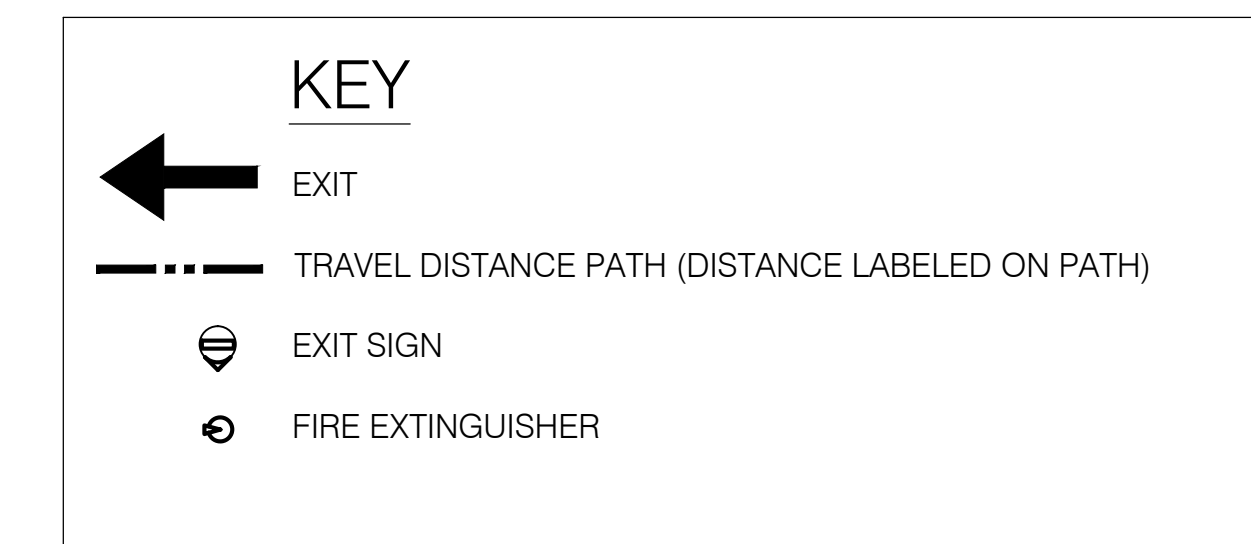 KEY
EXIT
TRAVEL DISTANCE PATH (DISTANCE LABELED ON PATH)
EXIT SIGN
FIRE EXTINGUISHER